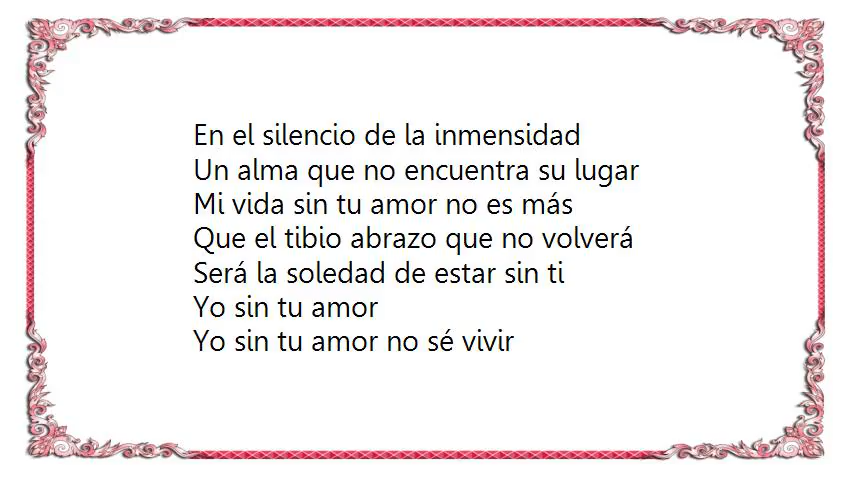 En el silencio de la inmensidad
Un alma que no encuentra su lugar
Mi vida sin tu amor no es más
Que el tibio abrazo que no volverá
Será la soledad de estar sin ti
Yo sin tu amor
Yo sin tu amor no sé vivir